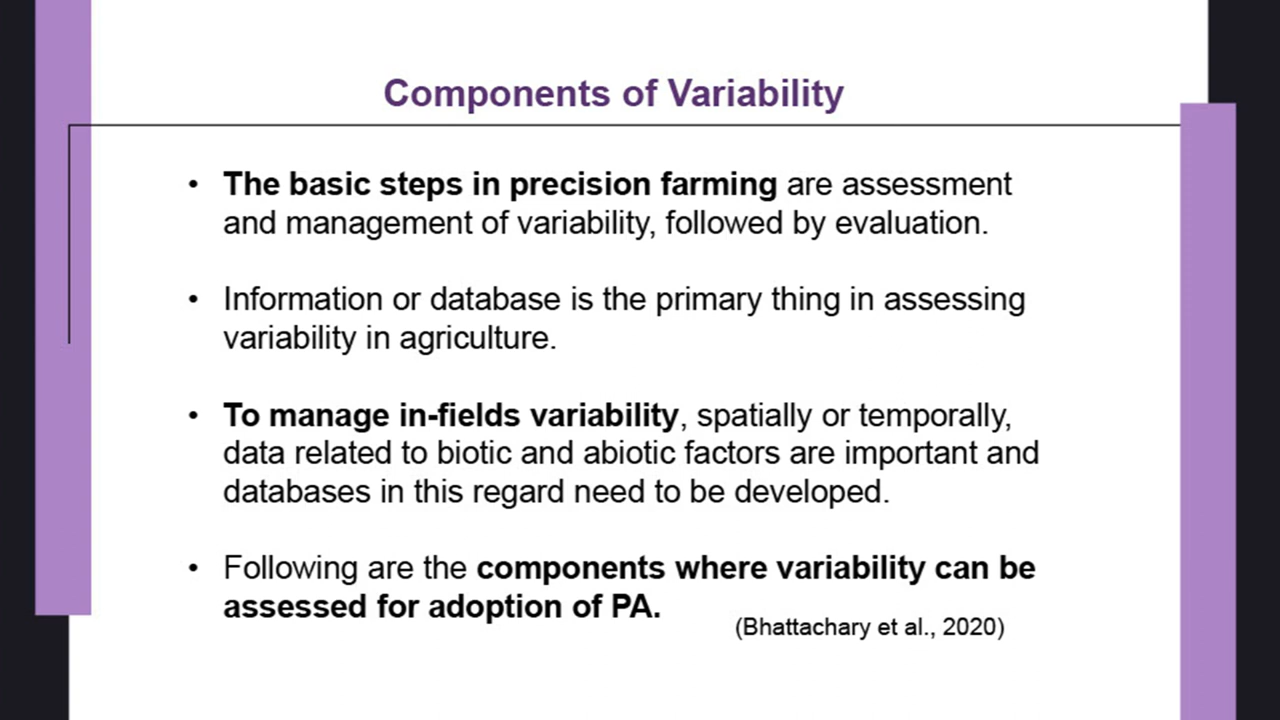 Components of Variability
• The basic steps in precision farming are assessment
and management of variability, followed by evaluation.
• Information or database is the primary thing in assessing
variability in agriculture.
• To manage in-fields variability, spatially or temporally,
data related to biotic and abiotic factors are important and
databases in this regard need to be developed.
• Following are the components where variability can be
assessed for adoption of PA.
(Bhattachary et al., 2020)